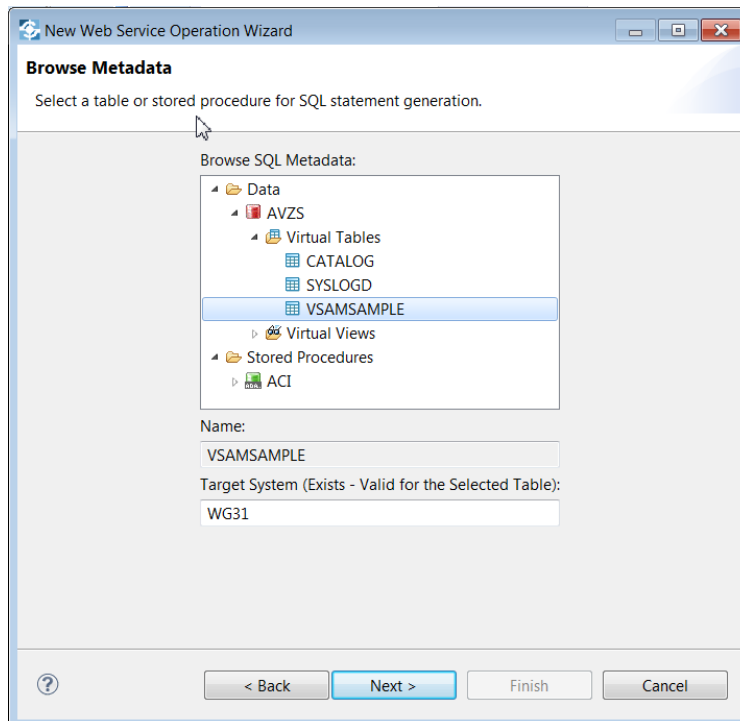 New Web Service Operation Wizard
Browse Metadata
Select a table or stored procedure for SQL statement generation.
Browse SQL Metadata:
Data
AVZS
Virtual Tables
CATALOG
SYSLOGD
VSAMSAMPLE
Virtual Views
Stored Procedures
ACI
Name:
VSAMSAMPLE
Target System (Exists - Valid for the Selected Table):
WG31
? < Back Next > Finish Cancel